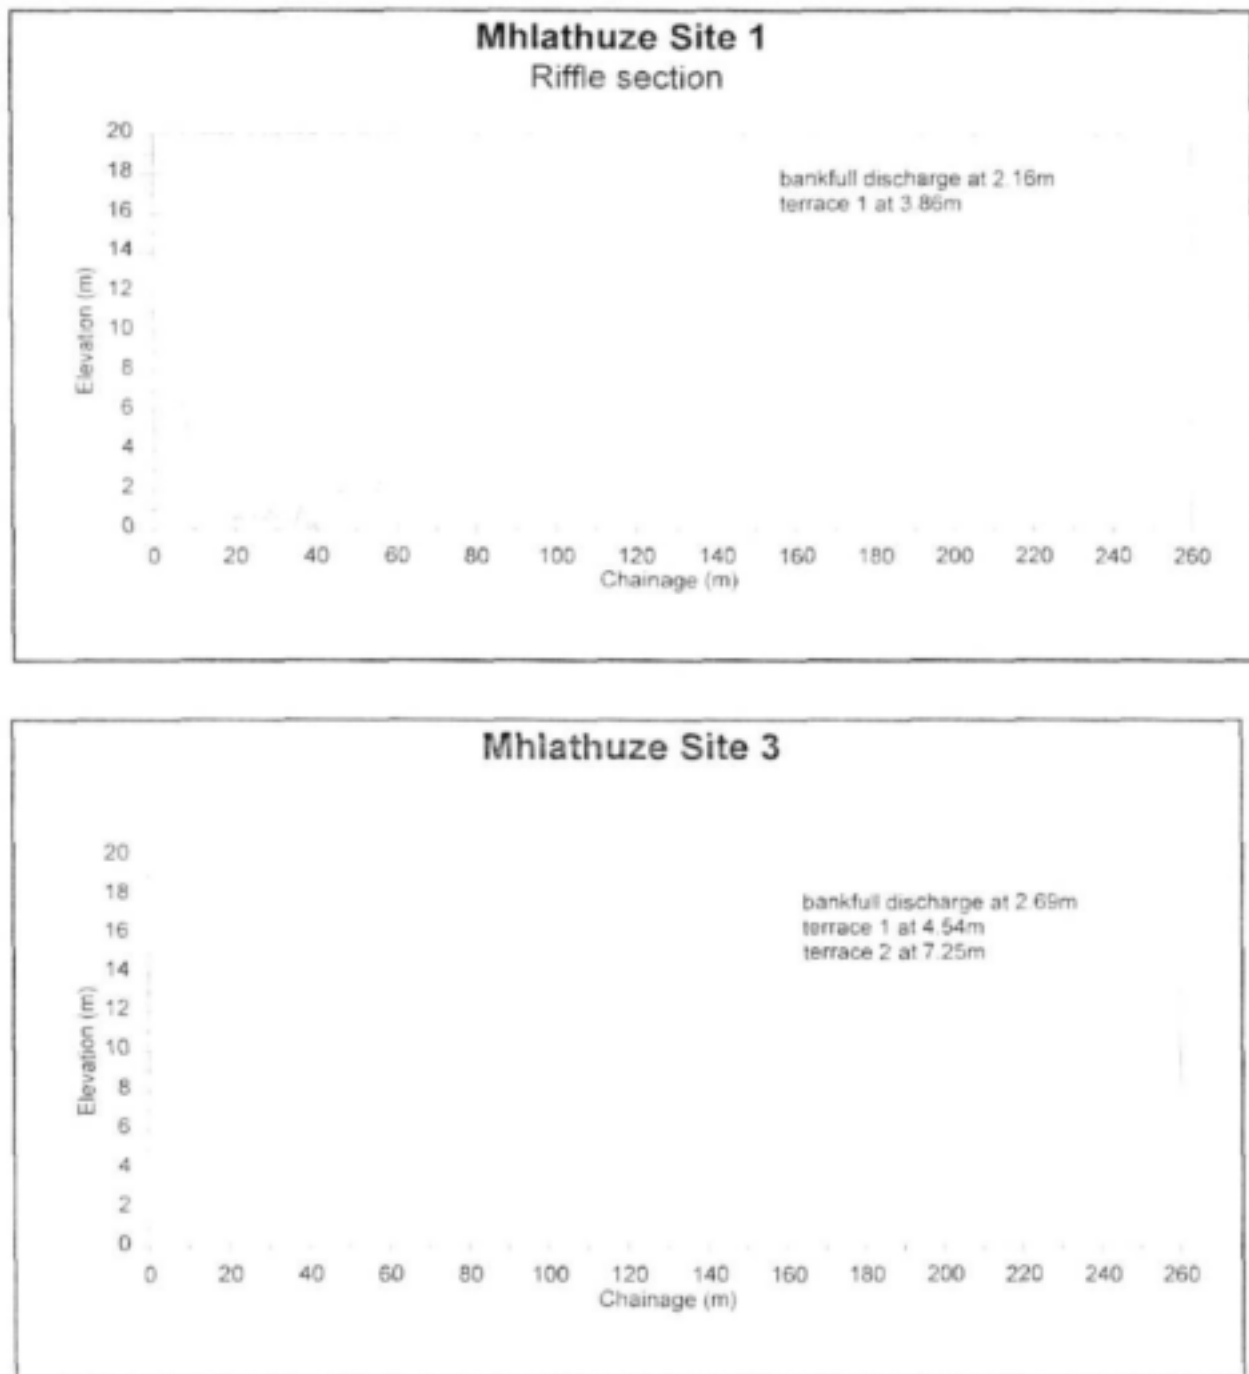 Mhlathuze Site 1
Riffle section
20
18
16
14
12
10
8
6
4
2
0
Elevation (m)
bankfull discharge at 2.16m
terrace 1 at 3.86m
0 20 40 60 80 100 120 140 160 180 200 220 240 260
Chainage (m)
Mhlathuze Site 3
20
18
16
14
12
10
8
6
4
2
0
Elevation (m)
bankfull discharge at 2.69m
terrace 1 at 4.54m
terrace 2 at 7.25m
0 20 40 60 80 100 120 140 160 180 200 220 240 260
Chainage (m)